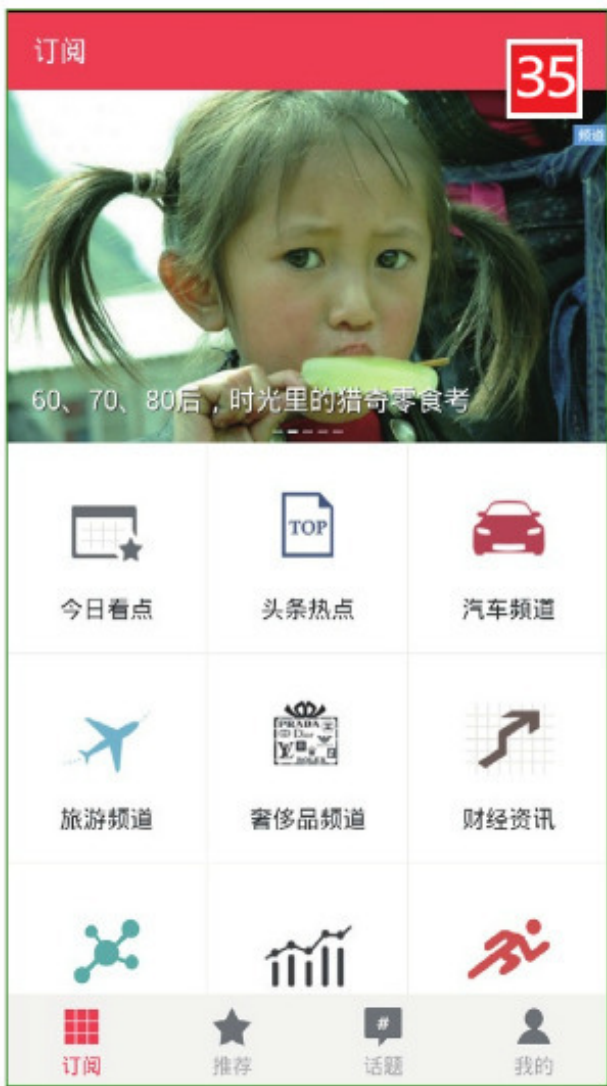 订阅
35
频道
60、70、80后，时光里的猎奇零食考
今日看点
TOP
头条热点
汽车频道
旅游频道
PRADA
Dior
奢侈品频道
财经资讯
订阅
#
推荐
话题
我的